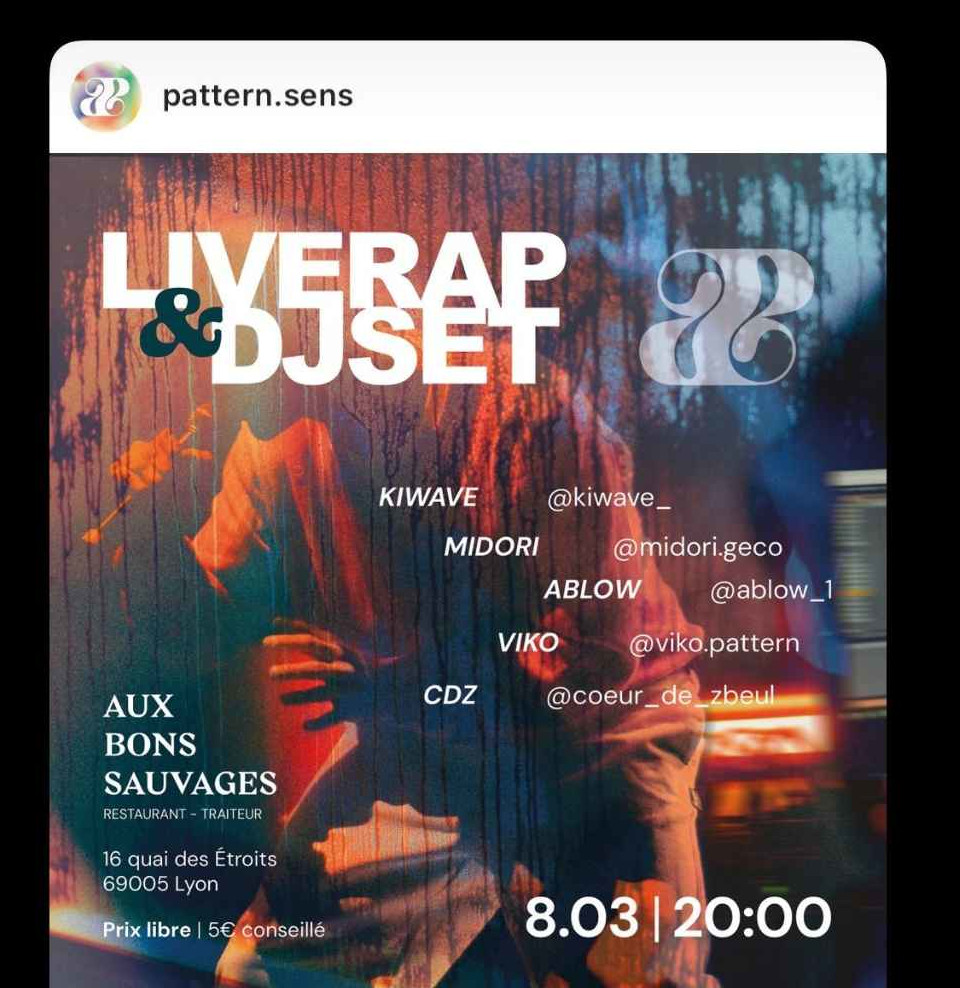 pattern.sens
LIVERAP
&DJSET
KIWAVE @kiwave_
MIDORI @midori.geco
ABLOW @ablow_1
VIKO @viko.pattern
CDZ @coeur_de_zbeul
AUX
BONS
SAUVAGES
RESTAURANT - TRAITEUR
16 quai des Étroits
69005 Lyon
Prix libre | 5€ conseillé
8.03 | 20:00